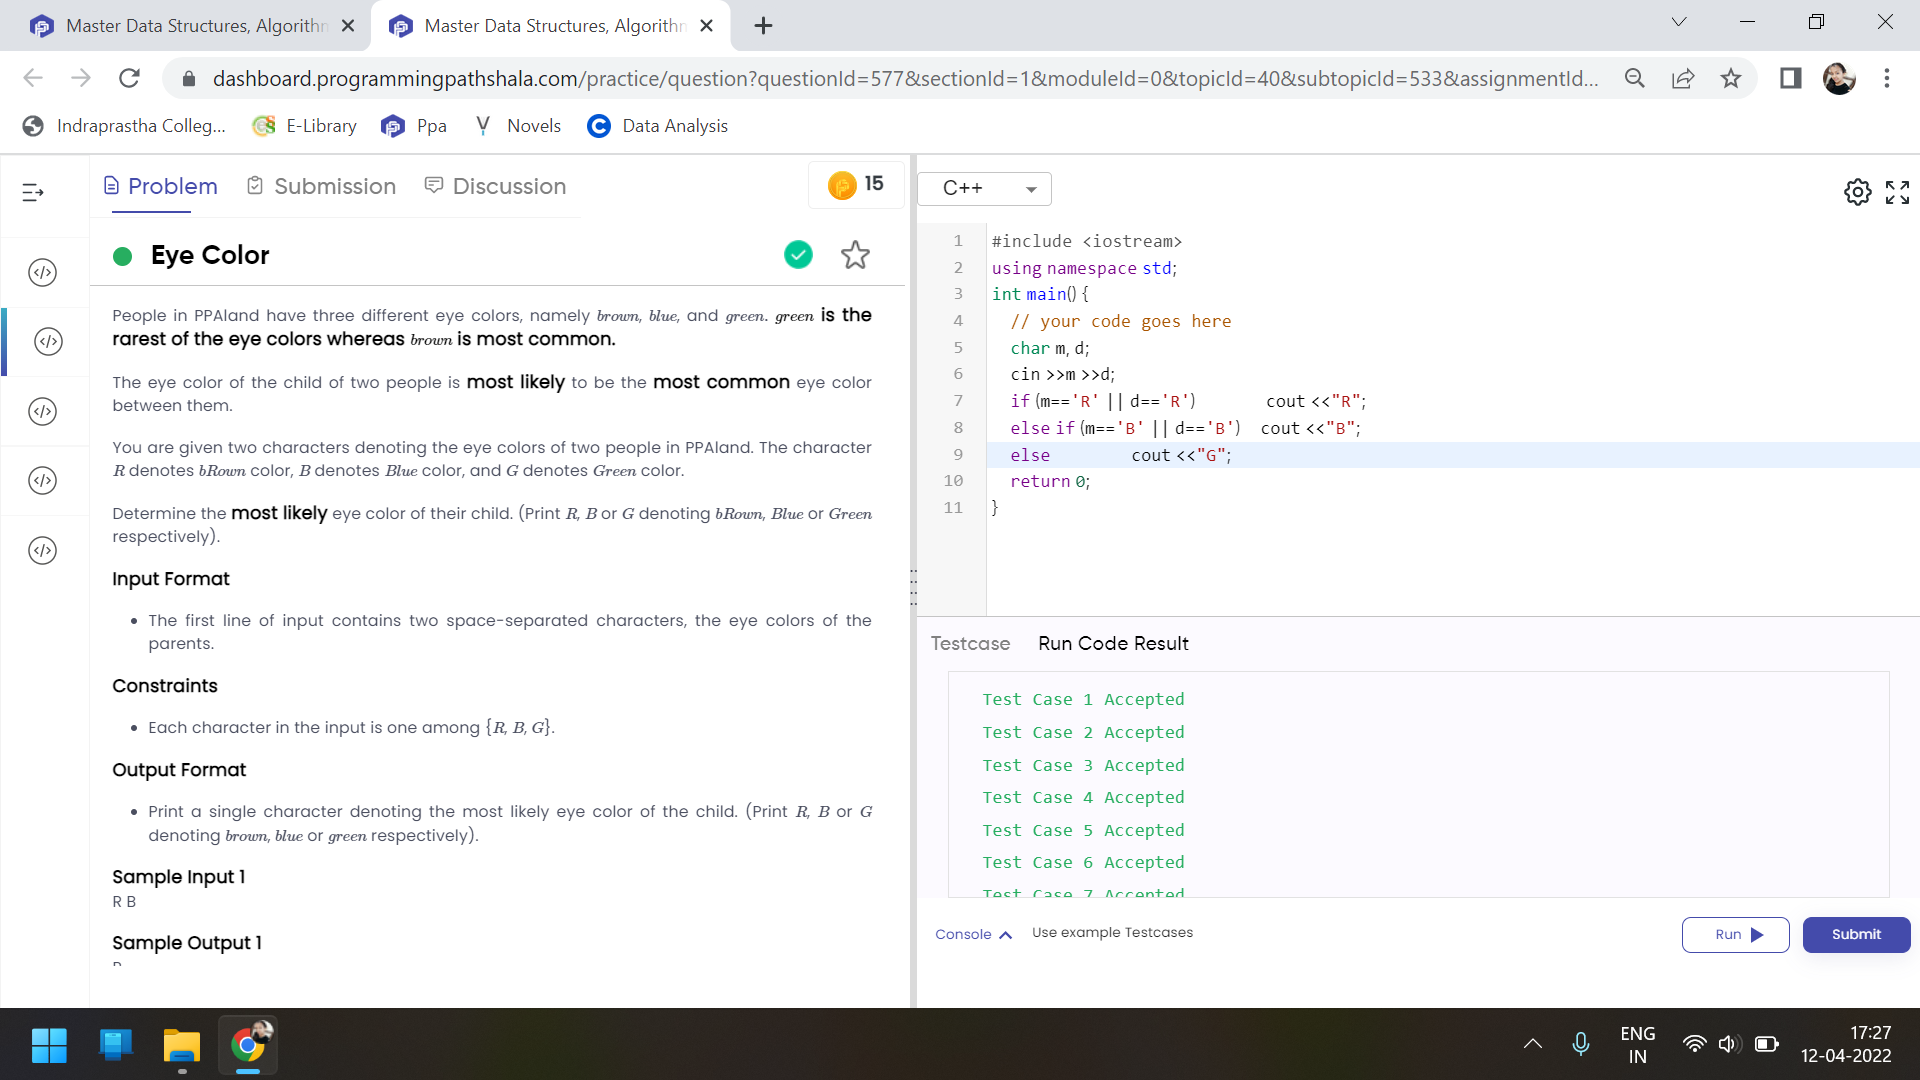 Master Data Structures, Algorithm
Master Data Structures, Algorithm
dashboard.programmingpathshala.com/practice/question?questionId=577&sectionId=1&moduleId=0&topicId=40&subtopicId=533&assignmentId...
Indraprastha Colleg...
E-Library
Ppa
Novels
Data Analysis
Problem
Submission
Discussion
15
Eye Color
People in PPAland have three different eye colors, namely brown, blue, and green. green is the
rarest of the eye colors whereas brown is most common.
The eye color of the child of two people is most likely to be the most common eye color
between them.
You are given two characters denoting the eye colors of two people in PPAland. The character
R denotes bRown color, B denotes Blue color, and G denotes Green color.
Determine the most likely eye color of their child. (Print R, B or G denoting bRown, Blue or Green
respectively).
Input Format
• The first line of input contains two space-separated characters, the eye colors of the
parents.
Constraints
• Each character in the input is one among {R, B, G}.
Output Format
• Print a single character denoting the most likely eye color of the child. (Print R, B or G
denoting brown, blue or green respectively).
Sample Input 1
R B
Sample Output 1
C++
1 #include <iostream>
2 using namespace std;
3 int main() {
4 // your code goes here
5 char m, d;
6 cin >>m >>d;
7 if (m=='R' || d=='R') cout <<"R";
8 else if (m=='B' || d=='B') cout <<"B";
9 else cout <<"G";
10 return 0;
11 }
Testcase
Run Code Result
Test Case 1 Accepted
Test Case 2 Accepted
Test Case 3 Accepted
Test Case 4 Accepted
Test Case 5 Accepted
Test Case 6 Accepted
Test Case 7 Accepted
Console
Use example Testcases
Run
Submit
ENG
IN
17:27
12-04-2022